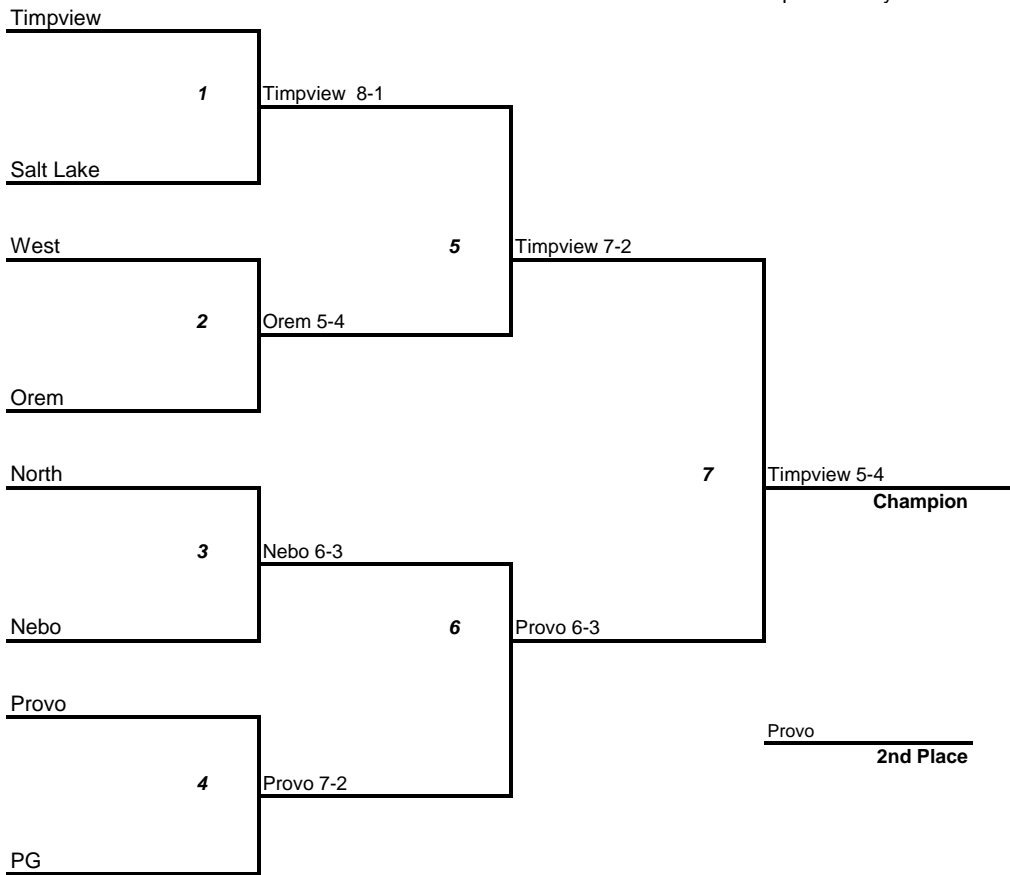 Timpview
1
Timpview 8-1
Salt Lake
West
5
Timpview 7-2
2
Orem 5-4
Orem
North
7
Timpview 5-4
Champion
3
Nebo 6-3
Nebo
6
Provo 6-3
Provo
Provo
2nd Place
4
Provo 7-2
PG